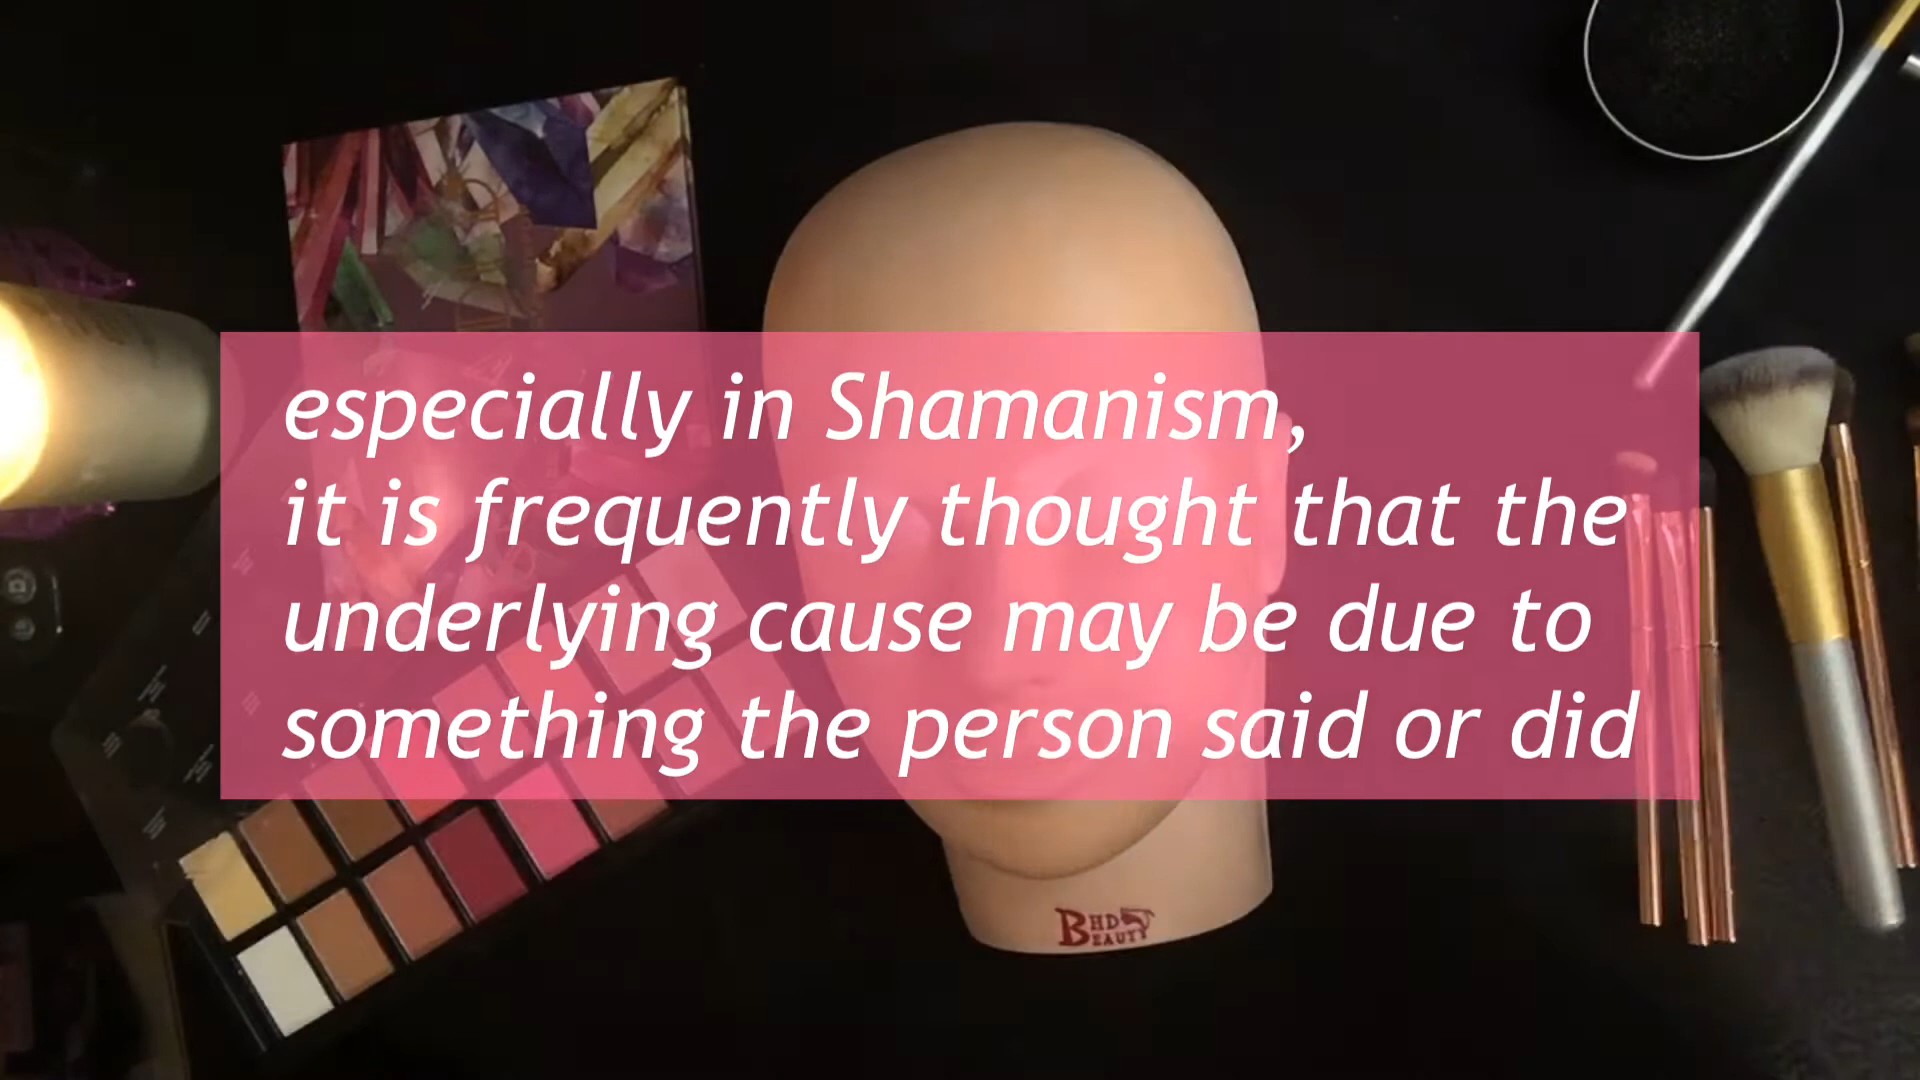 especially in Shamanism,
it is frequently thought that the
underlying cause may be due to
something the person said or did
BHD
BEAUTY